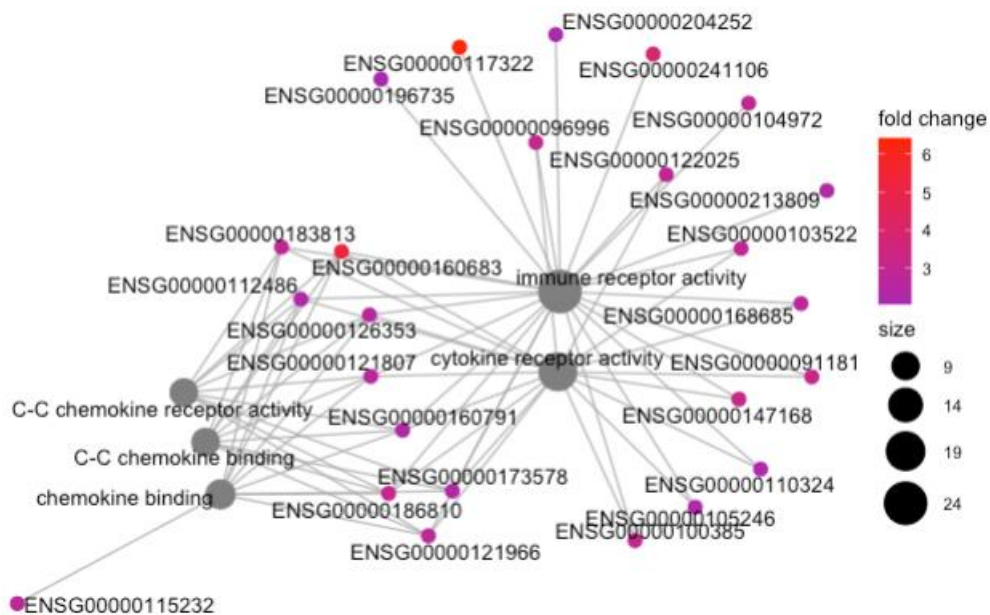 ENSG00000204252
ENSG00000117322
ENSG00000241106
ENSG00000196735
ENSG00000104972
fold change
ENSG00000096996
6
ENSG00000122025
5
ENSG00000213809
4
ENSG00000183813
ENSG00000103522
3
ENSG00000160683
immune receptor activity
ENSG00000112486
ENSG00000168685
ENSG00000126353
size
cytokine receptor activity
ENSG00000121807
ENSG00000091181
9
C-C chemokine receptor activity
ENSG00000160791
ENSG00000147168
14
C-C chemokine binding
19
ENSG00000173578
ENSG00000110324
chemokine binding
24
ENSG00000186810
ENSG00000105246
ENSG00000100385
ENSG00000121966
ENSG00000115232